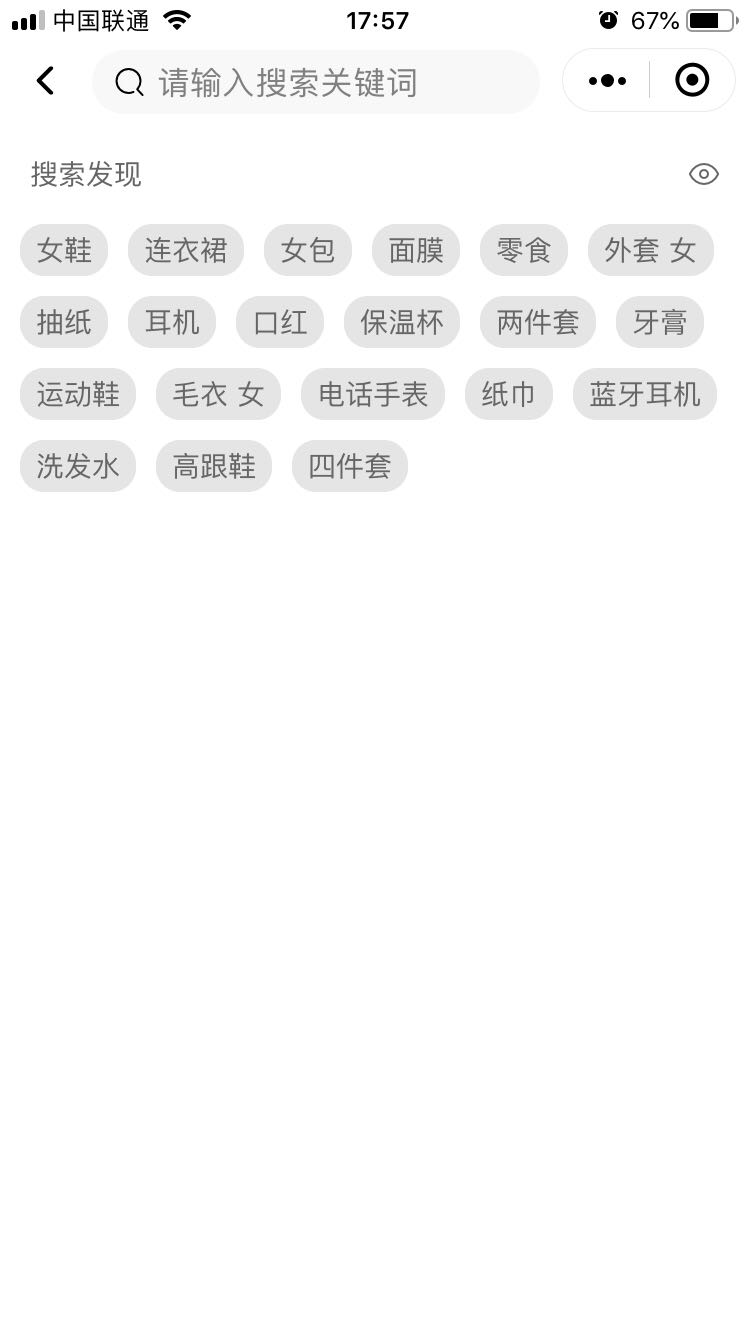 中国联通 17:57 67%
请输入搜索关键词
搜索发现
女鞋 连衣裙 女包 面膜 零食 外套 女
抽纸 耳机 口红 保温杯 两件套 牙膏
运动鞋 毛衣 女 电话手表 纸巾 蓝牙耳机
洗发水 高跟鞋 四件套